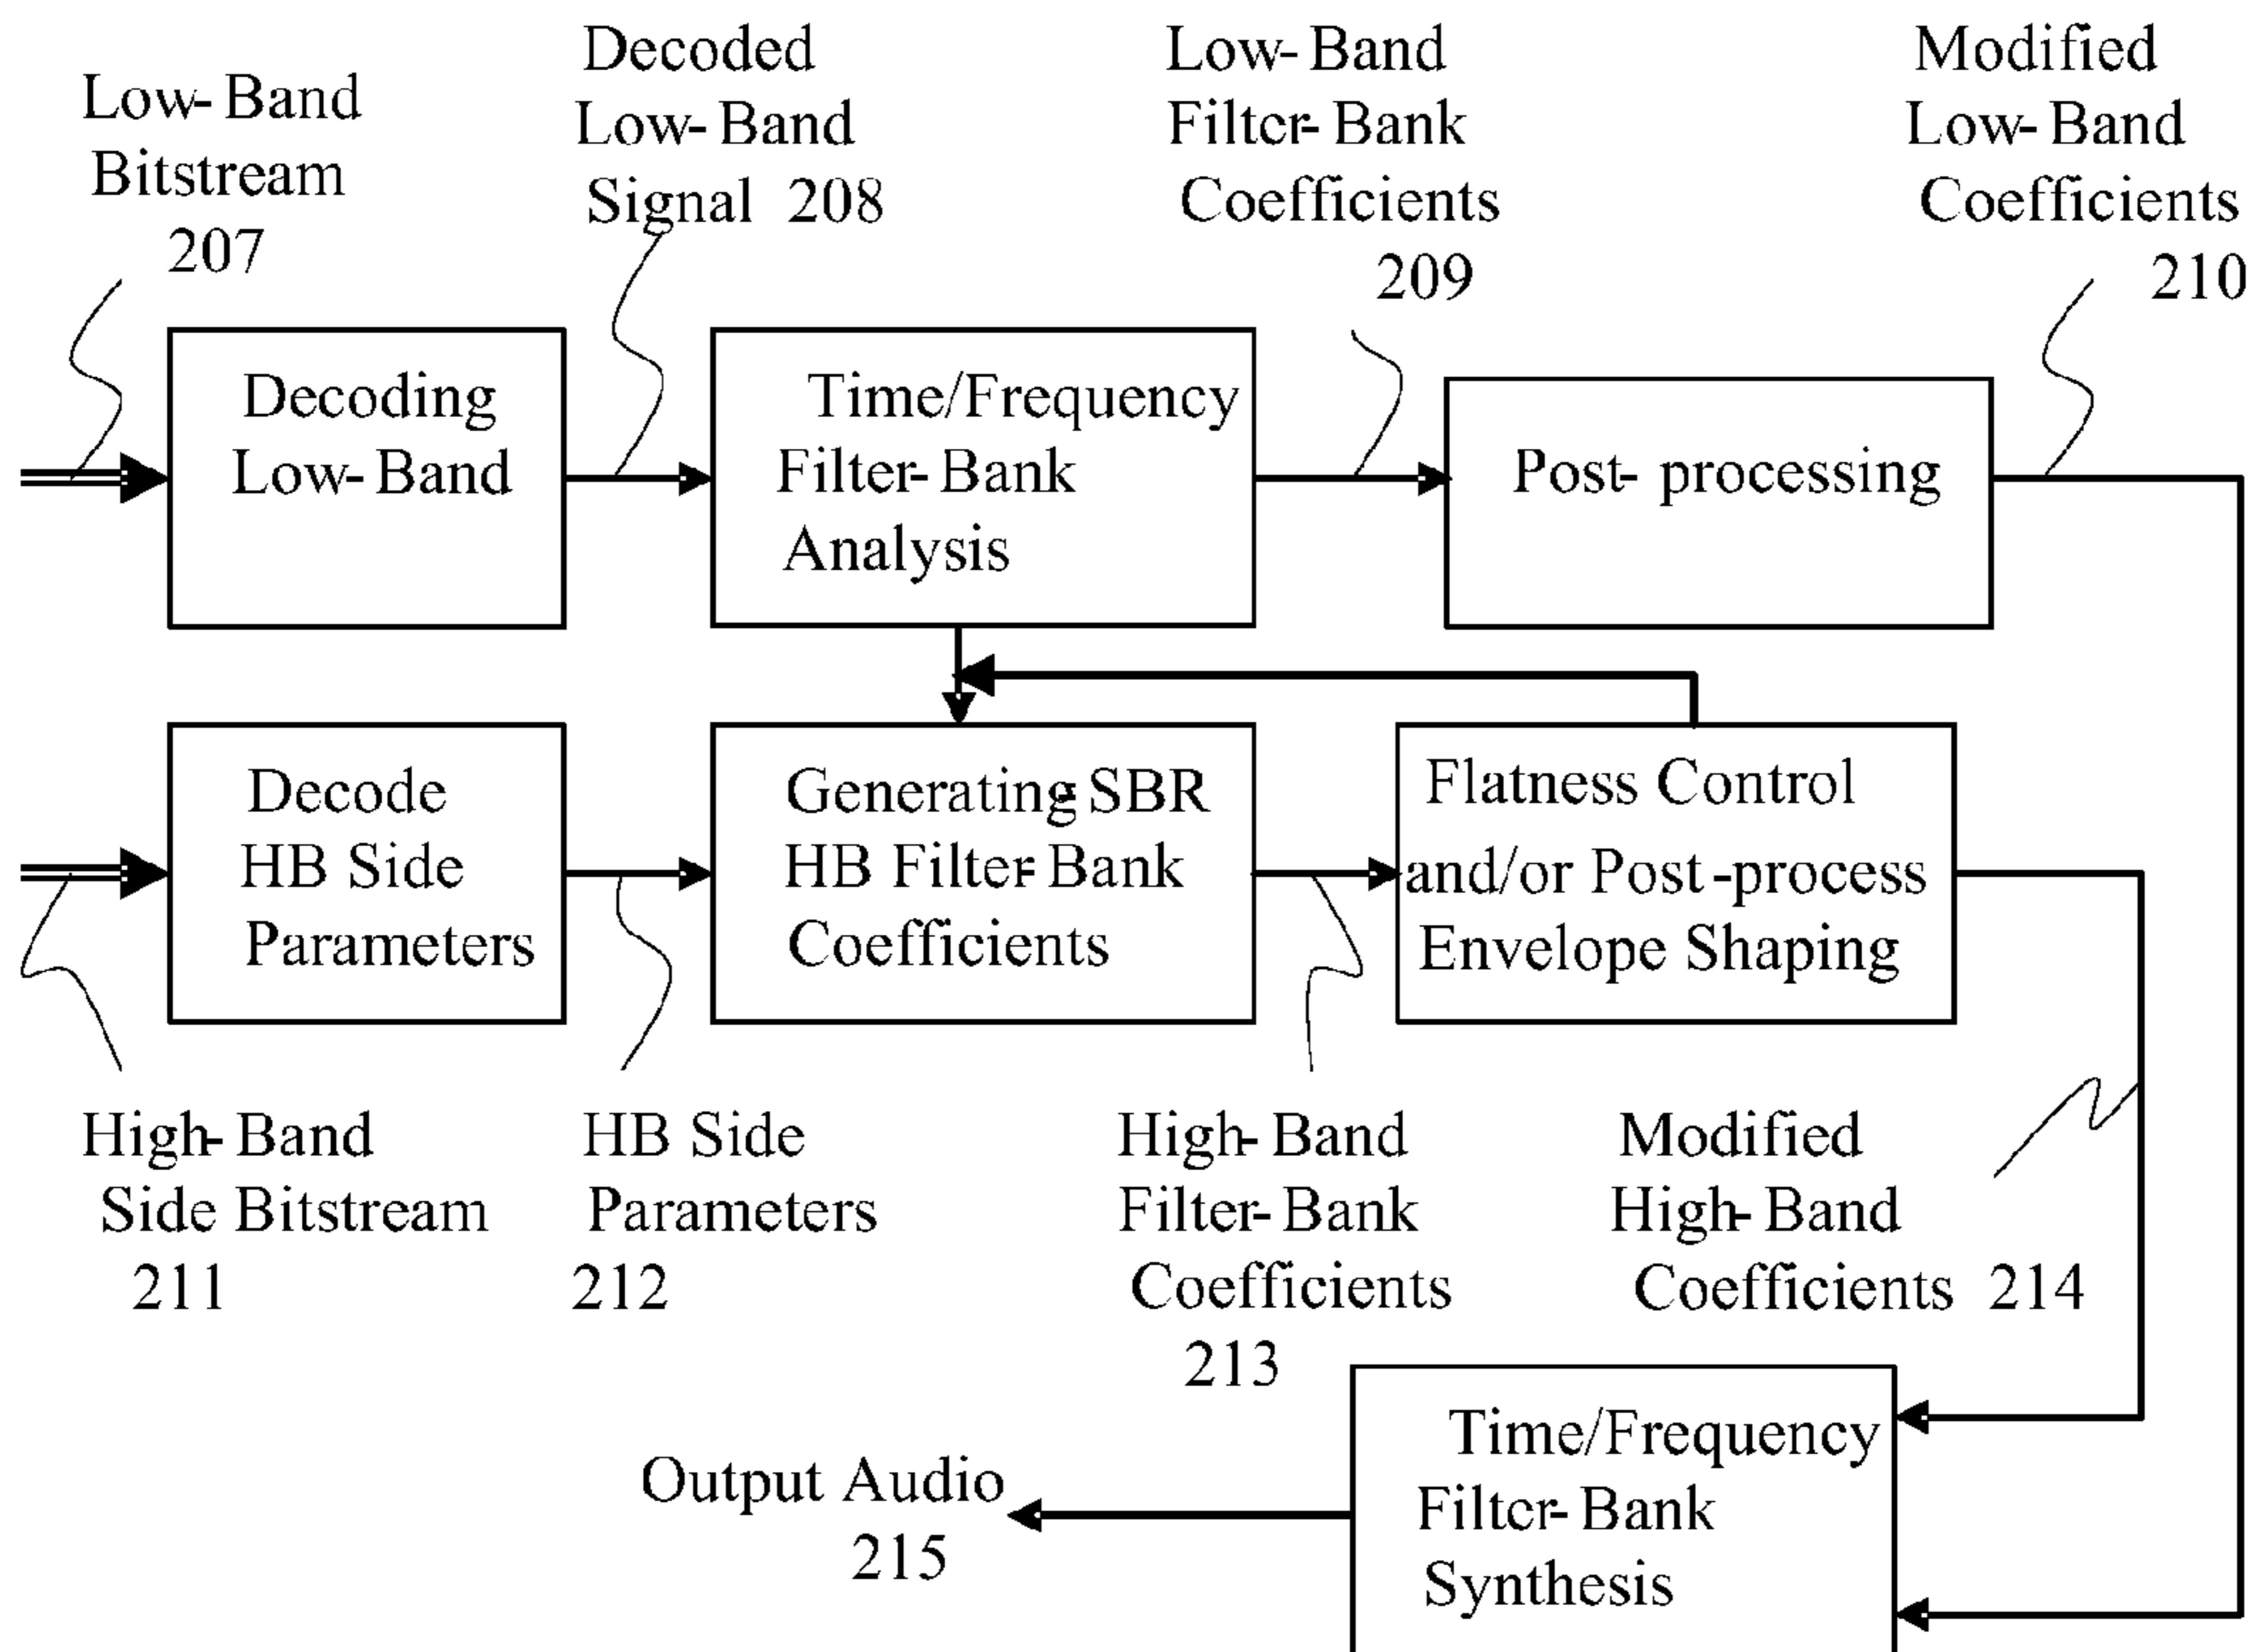 Low-Band
Bitstream
207
Decoded
Low-Band
Signal 208
Low-Band
Filter-Bank
Coefficients
209
Modified
Low-Band
Coefficients
210
Decoding
Low-Band
Time/Frequency
Filter-Bank
Analysis
Post-processing
Decode
HB Side
Parameters
Generating SBR
HB Filter-Bank
Coefficients
Flatness Control
and/or Post-process
Envelope Shaping
High-Band
Side Bitstream
211
HB Side
Parameters
212
High-Band
Filter-Bank
Coefficients
213
Modified
High-Band
Coefficients 214
Output Audio
215
Time/Frequency
Filter-Bank
Synthesis